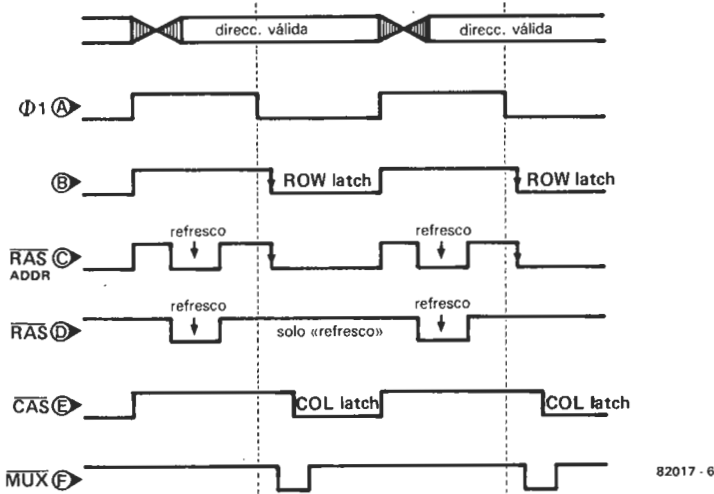 direcc. válida direcc. válida
Φ1 Ⓐ
Ⓑ ROW latch ROW latch
refresco refresco
RAS Ⓒ
ADDR
refresco refresco
RAS Ⓓ solo «refresco»
CAS Ⓔ COL latch COL latch
MUX Ⓕ
82017 - 6